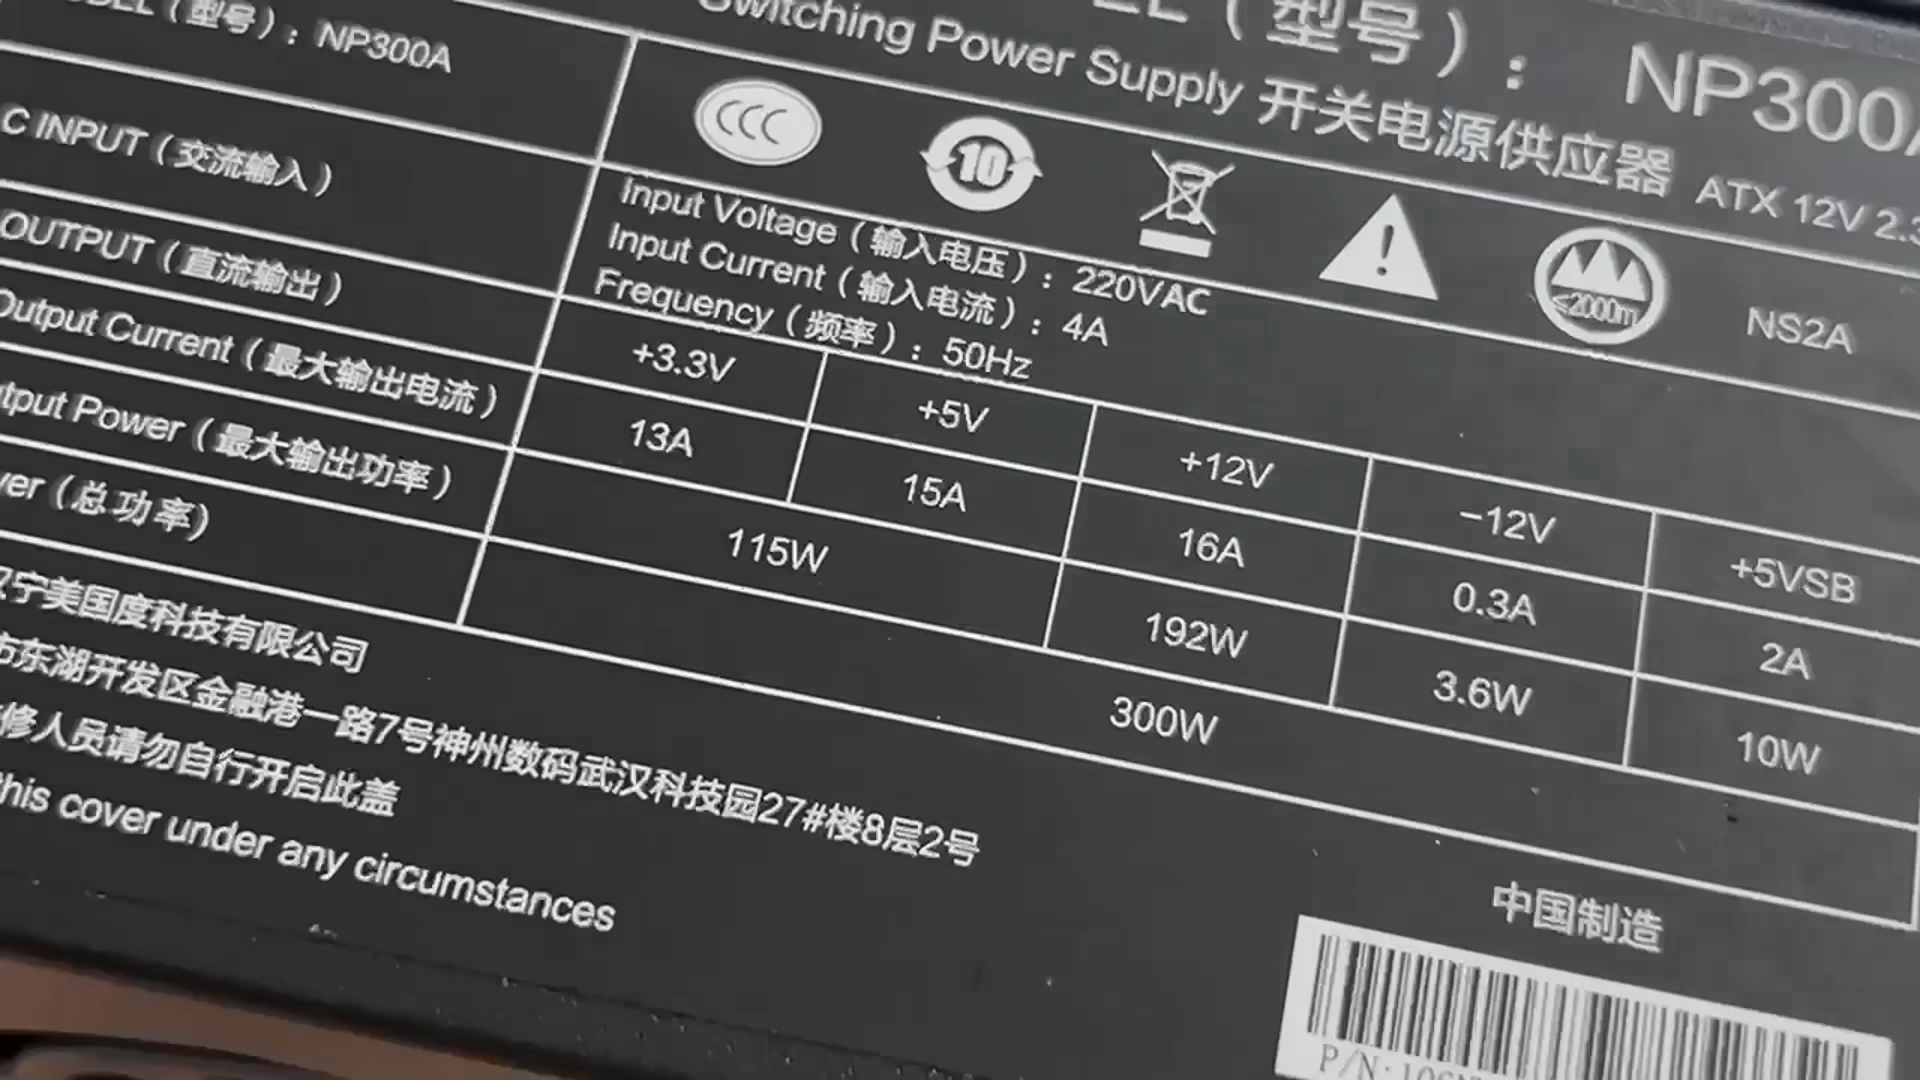 （型号）： NP300A
Switching Power Supply 开关电源供应器 ATX 12V
（型号）：NP300A
10
≤2000m
NS2A
C INPUT（交流输入）
Input Voltage（输入电压）：220VAC
Input Current（输入电流）：4A
Frequency（频率）：50Hz
OUTPUT（直流输出）
+3.3V +5V +12V −12V +5VSB
Output Current（最大输出电流）
13A 15A 16A 0.3A 2A
tput Power（最大输出功率）
115W 192W 3.6W 10W
wer（总功率）
300W
宁美国度科技有限公司
市东湖开发区金融港一路7号神州数码武汉科技园27#楼8层2号
修人员请勿自行开启此盖
this cover under any circumstances
中国制造
P/N: